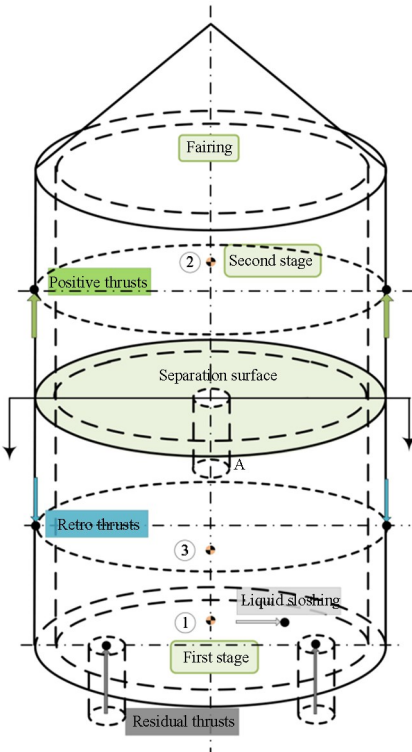 Fairing
2
Second stage
Positive thrusts
Separation surface
A
Retro thrusts
3
Liquid sloshing
1
First stage
Residual thrusts